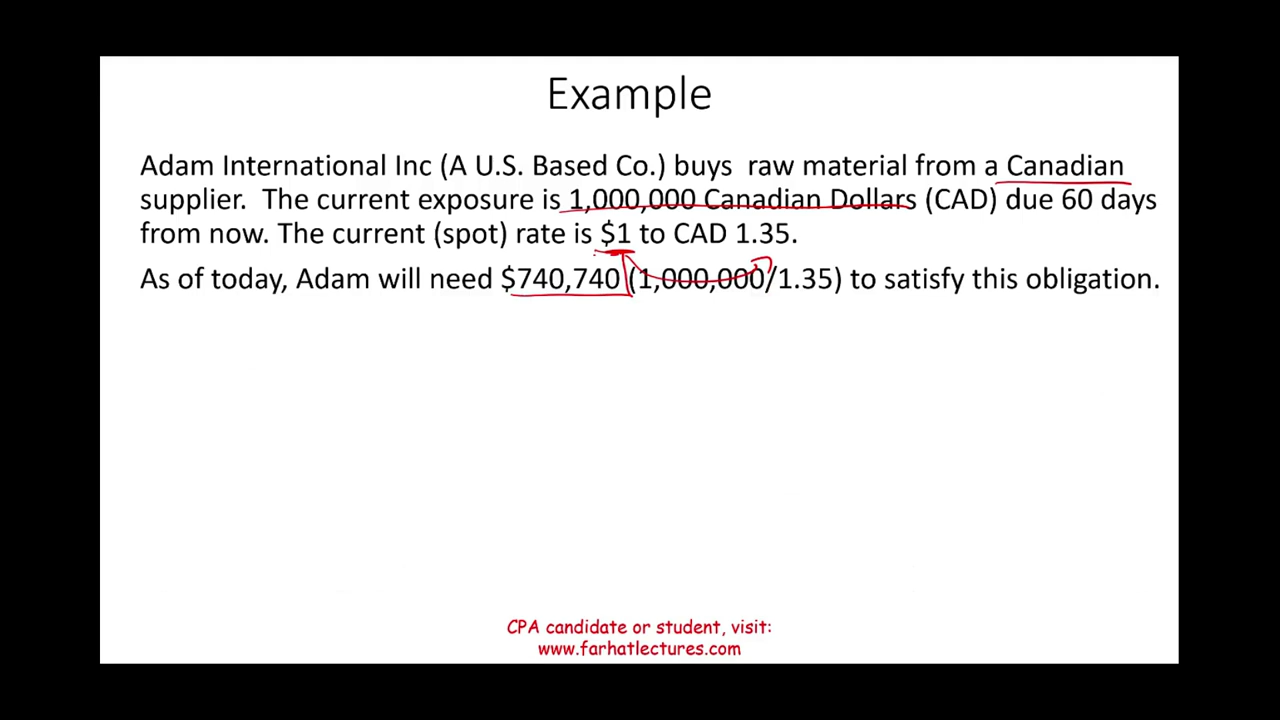 Example
Adam International Inc (A U.S. Based Co.) buys raw material from a Canadian
supplier. The current exposure is 1,000,000 Canadian Dollars (CAD) due 60 days
from now. The current (spot) rate is $1 to CAD 1.35.
As of today, Adam will need $740,740 (1,000,000/1.35) to satisfy this obligation.
CPA candidate or student, visit:
www.farhatlectures.com